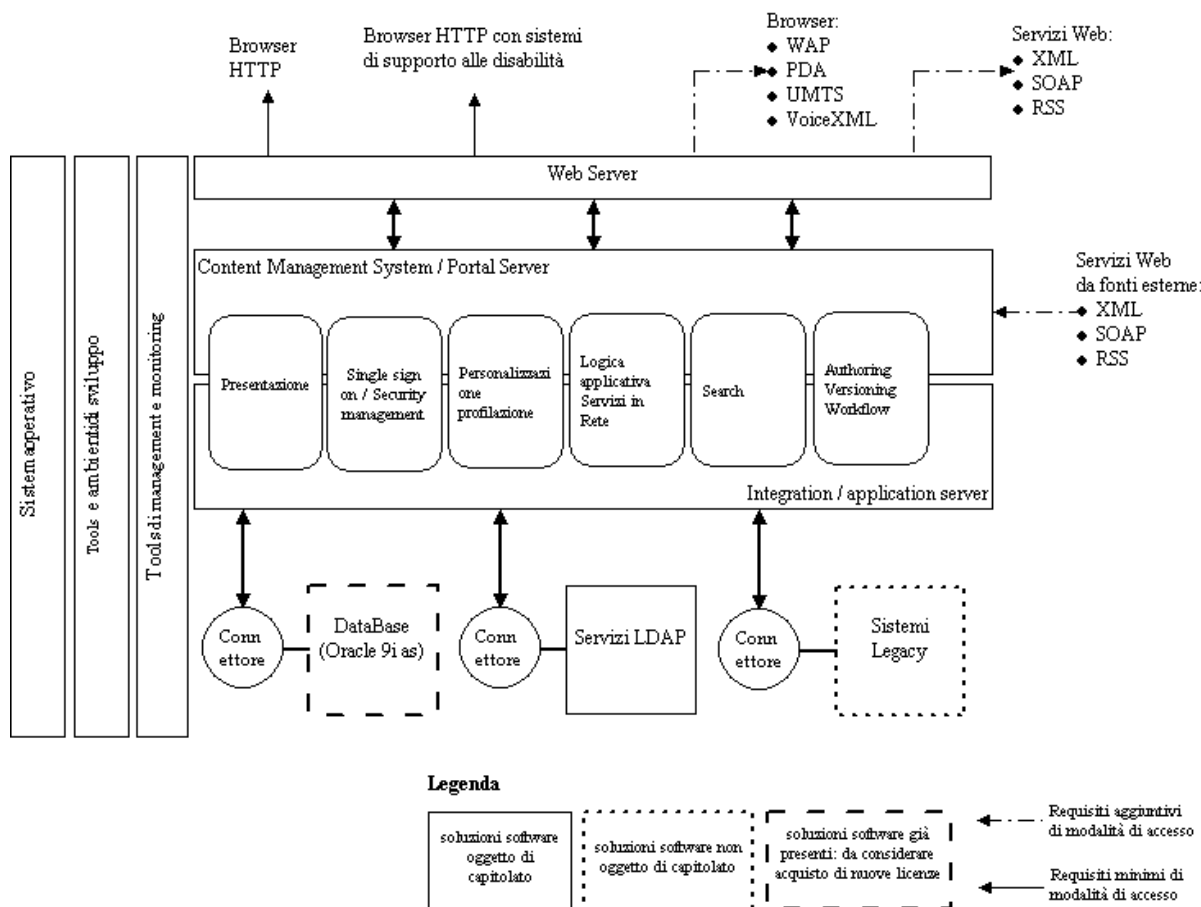 Browser
HTTP
Browser HTTP con sistemi
di supporto alle disabilità
Browser:
◆ WAP
◆ PDA
◆ UMTS
◆ VoiceXML
Servizi Web:
◆ XML
◆ SOAP
◆ RSS
Sistema operativo
Tools e ambienti di sviluppo
Tools di management e monitoring
Web Server
Content Management System / Portal Server
Servizi Web
da fonti esterne:
◆ XML
◆ SOAP
◆ RSS
Presentazione
Single sign
on / Security
management
Personalizzazi
one
profilazione
Logica
applicativa
Servizi in
Rete
Search
Authoring
Versioning
Workflow
Integration / application server
Conn
ettore
DataBase
(Oracle 9i as)
Conn
ettore
Servizi LDAP
Conn
ettore
Sistemi
Legacy
Legenda
soluzioni software
oggetto di
capitolato
soluzioni software non
oggetto di capitolato
soluzioni software già
presenti: da considerare
acquisto di nuove licenze
Requisiti aggiuntivi
di modalità di accesso
Requisiti minimi di
modalità di accesso